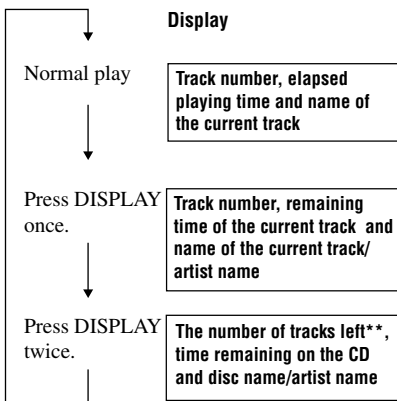 Display
Normal play
Track number, elapsed
playing time and name of
the current track
Press DISPLAY
once.
Track number, remaining
time of the current track and
name of the current track/
artist name
Press DISPLAY
twice.
The number of tracks left**,
time remaining on the CD
and disc name/artist name